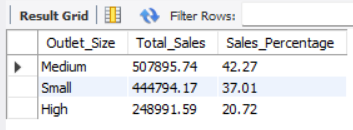 Result Grid Filter Rows:
Outlet_Size Total_Sales Sales_Percentage
Medium 507895.74 42.27
Small 444794.17 37.01
High 248991.59 20.72